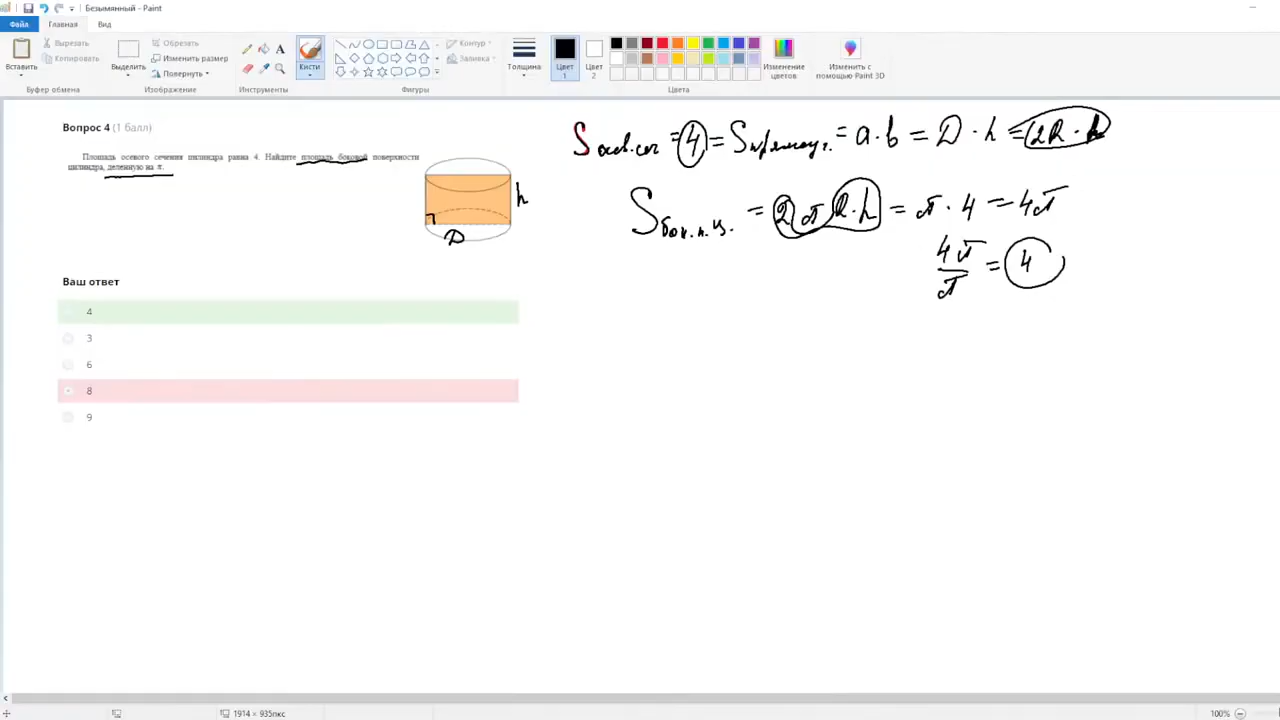 Безымянный - Paint
Файл Главная Вид
Вставить
Вырезать
Копировать
Буфер обмена
Выделить
Обрезать
Изменить размер
Повернуть
Изображение
Инструменты
Кисти
Контур
Заливка
Фигуры
Толщина
Цвет 1
Цвет 2
Изменение цветов
Изменить с помощью Paint 3D
Цвета
Вопрос 4 (1 балл)
Площадь осевого сечения цилиндра равна 4. Найдите площадь боковой поверхности
цилиндра, деленную на π.
h
D
S осев.сеч = 4 = S прямоуг. = a · b = D · h = 2R · h
S бок.п.ц. = 2 π R · h = π · 4 = 4π
4π / π = 4
Ваш ответ
4
3
6
8
9
1914 × 935пкс
100%